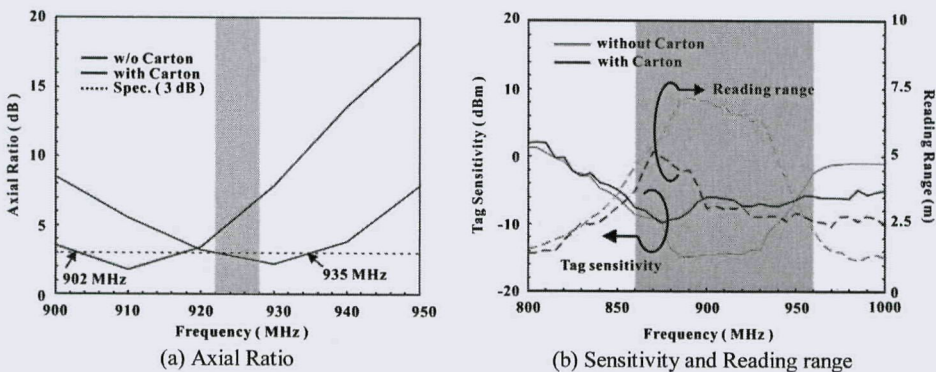 20
15
10
5
0
Axial Ratio ( dB )
w/o Carton
with Carton
Spec. ( 3 dB )
902 MHz
935 MHz
900 910 920 930 940 950
Frequency ( MHz )
(a) Axial Ratio
20
10
0
-10
-20
Tag Sensitivity ( dBm )
without Carton
with Carton
Reading range
Tag sensitivity
10
7.5
5
2.5
0
Reading Range (m)
800 850 900 950 1000
Frequency ( MHz )
(b) Sensitivity and Reading range